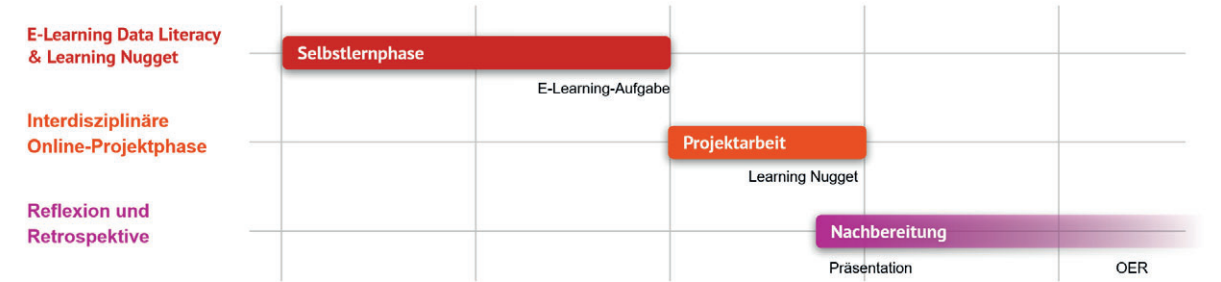 E-Learning Data Literacy
& Learning Nugget
Selbstlernphase
E-Learning-Aufgabe
Interdisziplinäre
Online-Projektphase
Projektarbeit
Learning Nugget
Reflexion und
Retrospektive
Nachbereitung
Präsentation
OER